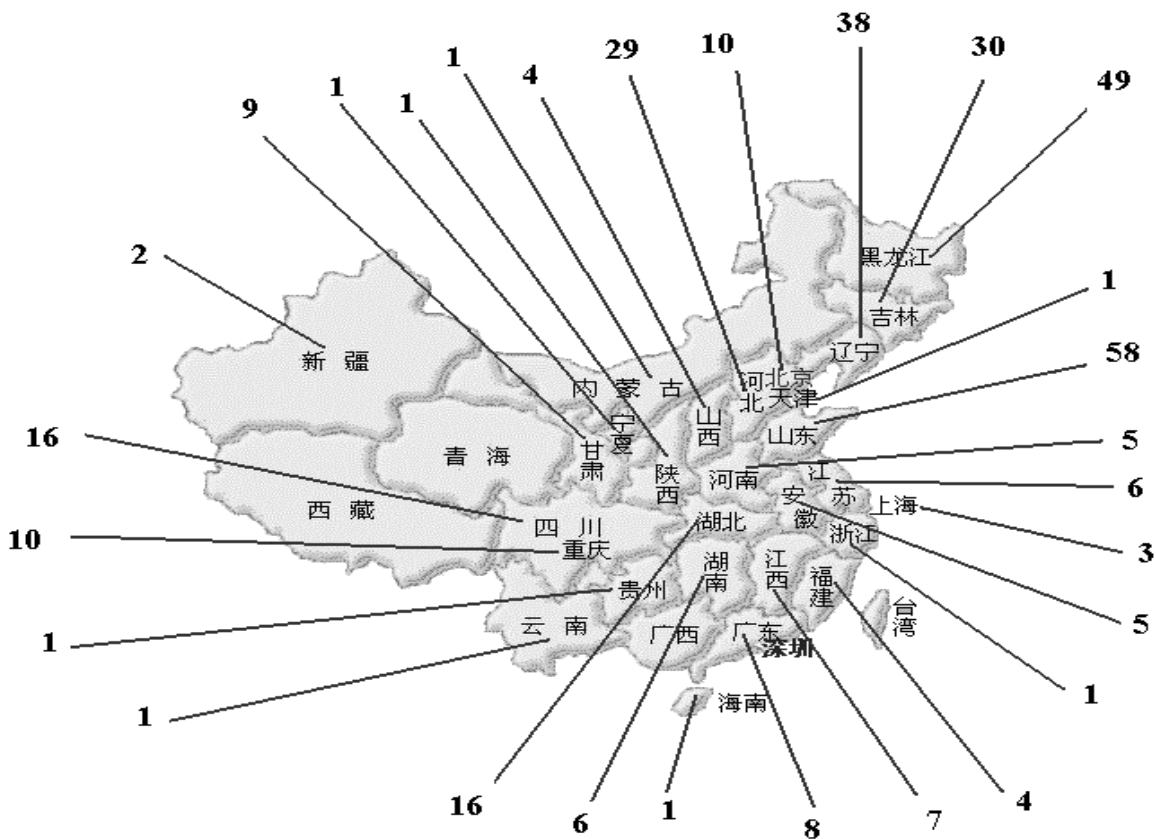 38
29
10
30
1
4
49
1
1
9
黑龙江
2
1
吉林
辽宁
新 疆
58
河北
北京
天津
内 蒙 古
山西
宁夏
山东
16
青 海
甘肃
陕西
河南
5
江苏
6
西 藏
安徽
上海
四 川
湖北
浙江
10
重庆
3
湖南
江西
福建
贵州
台湾
云 南
广西
广东
5
1
深圳
1
海南
1
16
6
1
8
7
4